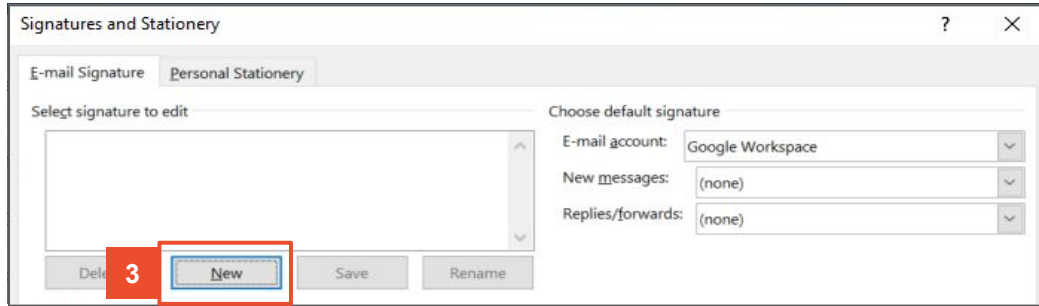 Signatures and Stationery ? ✕
E-mail Signature Personal Stationery
Select signature to edit Choose default signature
E-mail account: Google Workspace
New messages: (none)
Replies/forwards: (none)
3 New Save Rename